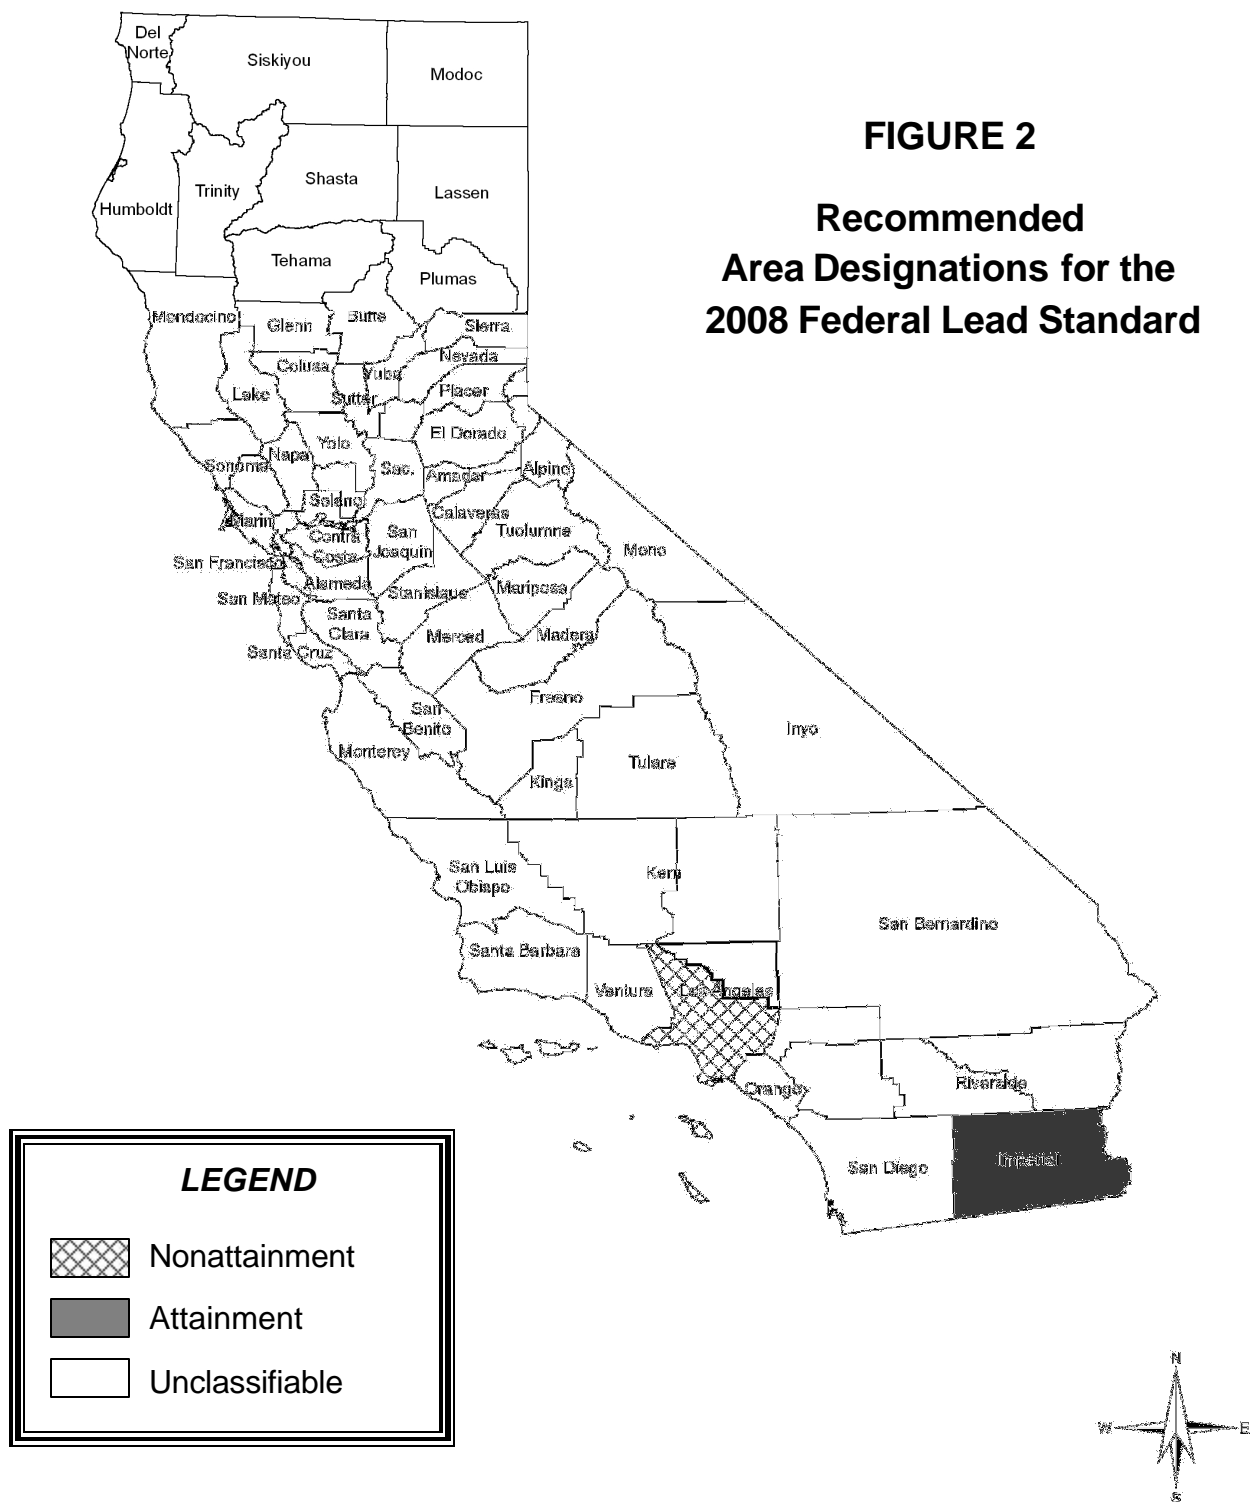 Del
Norte
Siskiyou
Modoc
FIGURE 2
Recommended
Area Designations for the
2008 Federal Lead Standard
Shasta
Trinity
Lassen
Humboldt
Tehama
Plumas
Mendocino
Glenn
Butte
Sierra
Nevada
Colusa
Yuba
Placer
Lake
Sutter
El Dorado
Yolo
Napa
Sonoma
Sac.
Amador
Alpine
Solano
Calaveras
Marin
Tuolumne
Contra
Costa
San
Joaquin
Mono
San Francisco
Alameda
Stanislaus
Mariposa
San Mateo
Santa
Clara
Merced
Madera
Santa Cruz
Fresno
San
Benito
Inyo
Monterey
Tulare
Kings
San Luis
Obispo
Kern
San Bernardino
Santa Barbara
Ventura
Los Angeles
Orange
Riverside
San Diego
Imperial
LEGEND
Nonattainment
Attainment
Unclassifiable
N
W
E
S